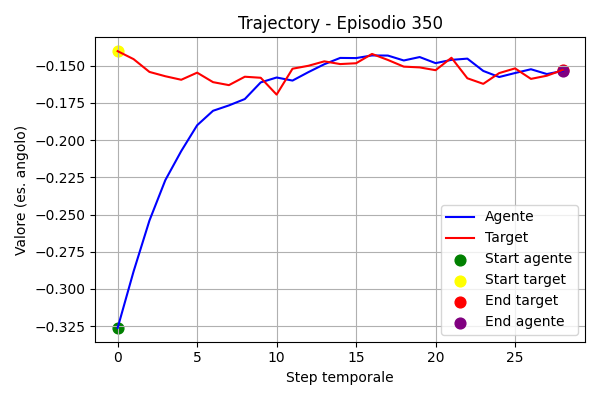 Trajectory - Episodio 350
Valore (es. angolo)
−0.150
−0.175
−0.200
−0.225
−0.250
−0.275
−0.300
−0.325
0 5 10 15 20 25
Step temporale
Agente
Target
Start agente
Start target
End target
End agente